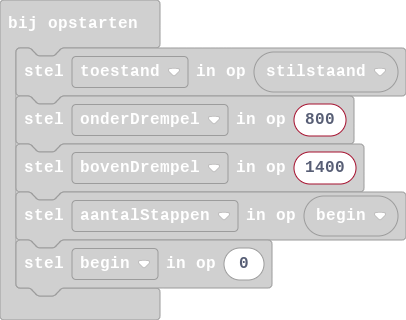 bij opstarten
stel toestand in op stilstaand
stel onderDrempel in op 800
stel bovenDrempel in op 1400
stel aantalStappen in op begin
stel begin in op 0